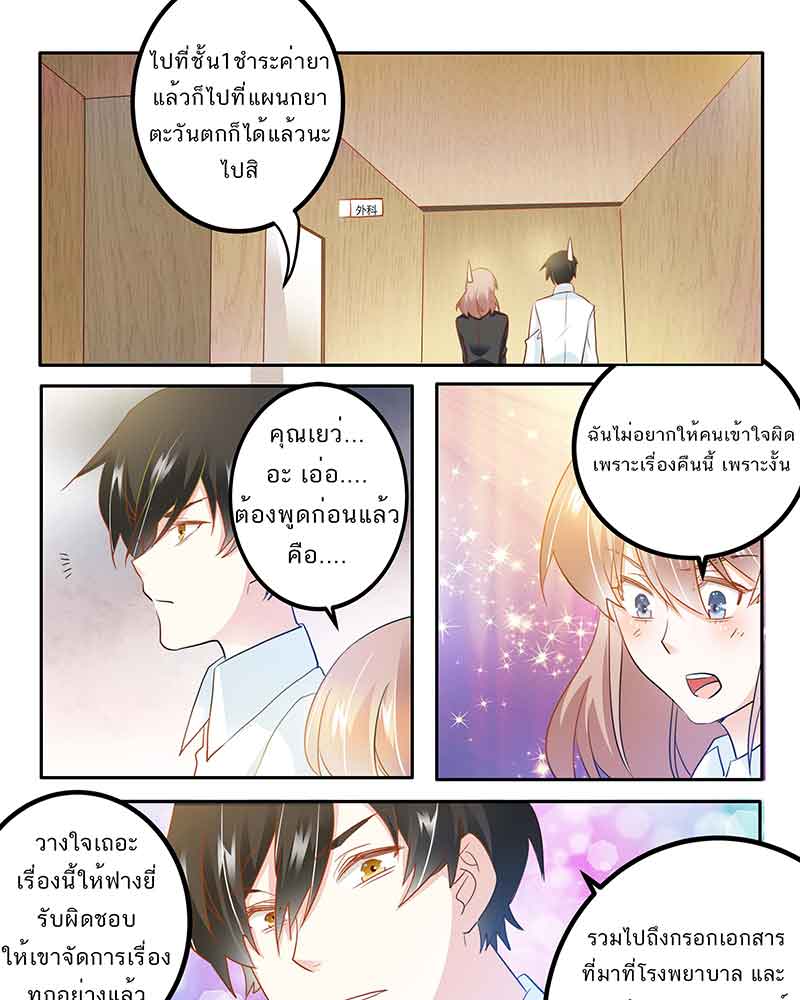 ไปที่ชั้น1ชำระค่ายา
แล้วก็ไปที่แผนกยา
ตะวันตกก็ได้แล้วนะ
ไปสิ
外科
คุณเยว่...
อะ เอ่อ....
ต้องพูดก่อนแล้ว
คือ....
ฉันไม่อยากให้คนเข้าใจผิด
เพราะเรื่องคืนนี้ เพราะงั้น
วางใจเถอะ
เรื่องนี้ให้ฟางยี่
รับผิดชอบ
ให้เขาจัดการเรื่อง
ทุกอย่างแล้ว
รวมไปถึงกรอกเอกสาร
ที่มาที่โรงพยาบาล และ